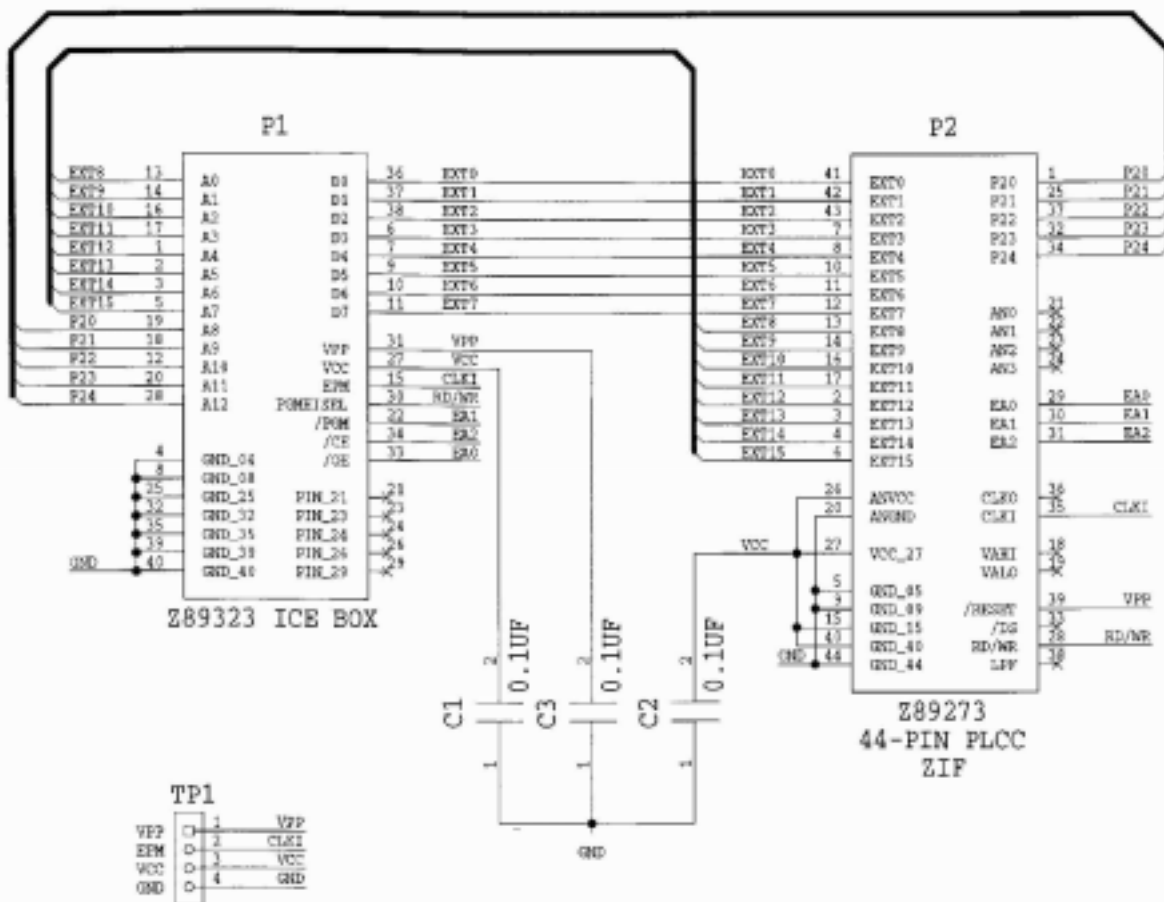 P1
P2
EXT8 13 A0 D0 36 EXT0
EXT9 14 A1 D1 37 EXT1
EXT10 16 A2 D2 38 EXT2
EXT11 17 A3 D3 6 EXT3
EXT12 1 A4 D4 7 EXT4
EXT13 2 A5 D5 9 EXT5
EXT14 3 A6 D6 10 EXT6
EXT15 5 A7 D7 11 EXT7
P20 19 A8
P21 18 A9 VPP 31 VPP
P22 12 A10 VCC 27 VCC
P23 20 A11 EPM 15 CLKI
P24 28 A12 30 RD/WR
/PGM 22 EA1
/CE 34 EA2
4 GND_04 /OE 33 EA0
8 GND_08
25 GND_25 PIN_21 21
32 GND_32 PIN_23 23
35 GND_35 PIN_24 24
39 GND_39 PIN_26 26
GND 40 GND_40 PIN_29 29
Z89323 ICE BOX
EXT0 41 EXT0 P20 1 P20
EXT1 42 EXT1 P21 25 P21
EXT2 43 EXT2 P22 37 P22
EXT3 7 EXT3 P23 32 P23
EXT4 8 EXT4 P24 34 P24
EXT5 10 EXT5
EXT6 11 EXT6
EXT7 12 EXT7 AN0 21
EXT8 13 EXT8 AN1 22
EXT9 14 EXT9 AN2 23
EXT10 16 EXT10 AN3 24
EXT11 17 EXT11
EXT12 2 EXT12 EA0 29 EA0
EXT13 3 EXT13 EA1 30 EA1
EXT14 4 EXT14 EA2 31 EA2
EXT15 6 EXT15
26 ANVCC CLKO 36
20 ANGND CLKI 35 CLKI
VCC 27 VCC_27 VAHI 18
VALO 19
5 GND_05
9 GND_09 /RESET 39 VPP
15 GND_15 /DS 33
40 GND_40 RD/WR 28 RD/WR
GND 44 GND_44 LPF 38
Z89273
44-PIN PLCC
ZIF
C1 2 0.1UF 1
C3 2 0.1UF 1
C2 2 0.1UF 1
GND
TP1
VPP 1 VPP
EPM 2 CLKI
VCC 3 VCC
GND 4 GND